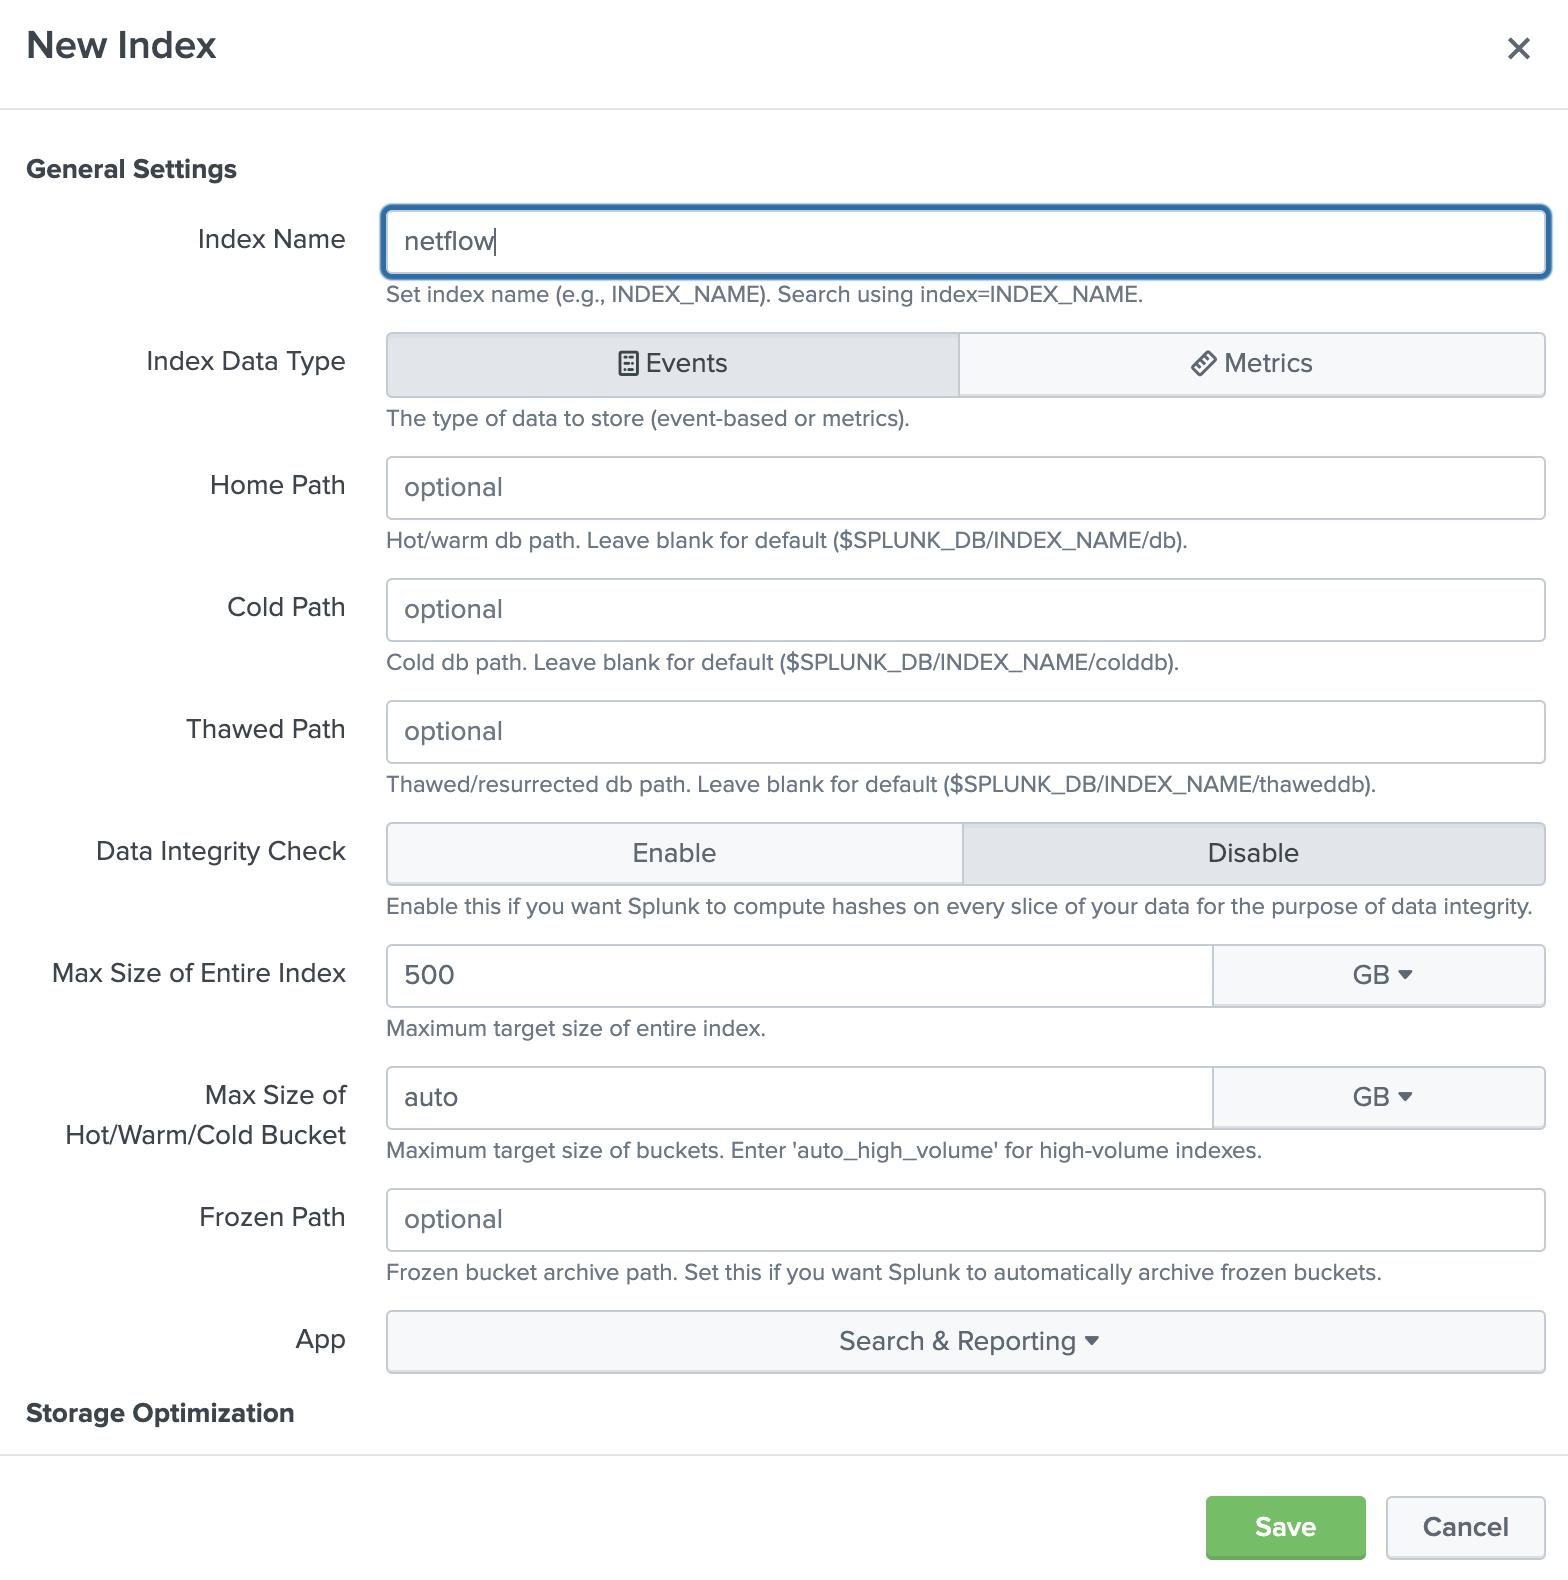 New Index
General Settings
Index Name
netflow
Set index name (e.g., INDEX_NAME). Search using index=INDEX_NAME.
Index Data Type
Events
Metrics
The type of data to store (event-based or metrics).
Home Path
optional
Hot/warm db path. Leave blank for default ($SPLUNK_DB/INDEX_NAME/db).
Cold Path
optional
Cold db path. Leave blank for default ($SPLUNK_DB/INDEX_NAME/colddb).
Thawed Path
optional
Thawed/resurrected db path. Leave blank for default ($SPLUNK_DB/INDEX_NAME/thaweddb).
Data Integrity Check
Enable
Disable
Enable this if you want Splunk to compute hashes on every slice of your data for the purpose of data integrity.
Max Size of Entire Index
500
GB
Maximum target size of entire index.
Max Size of
Hot/Warm/Cold Bucket
auto
GB
Maximum target size of buckets. Enter 'auto_high_volume' for high-volume indexes.
Frozen Path
optional
Frozen bucket archive path. Set this if you want Splunk to automatically archive frozen buckets.
App
Search & Reporting
Storage Optimization
Save
Cancel